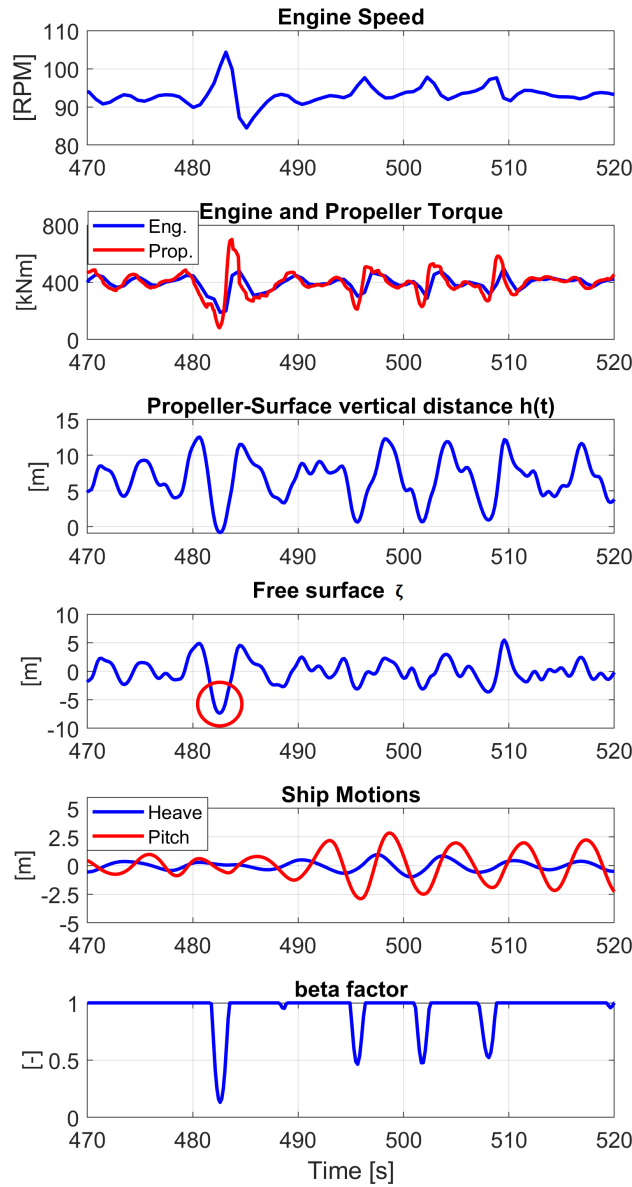 Engine Speed
[RPM]
110
100
90
80
470 480 490 500 510 520
Engine and Propeller Torque
[kNm]
800
400
0
Eng.
Prop.
470 480 490 500 510 520
Propeller-Surface vertical distance h(t)
[m]
15
10
5
0
470 480 490 500 510 520
Free surface ζ
[m]
10
5
0
-5
-10
470 480 490 500 510 520
Ship Motions
[m]
5
2.5
0
-2.5
-5
Heave
Pitch
470 480 490 500 510 520
beta factor
[-]
1
0.5
0
470 480 490 500 510 520
Time [s]